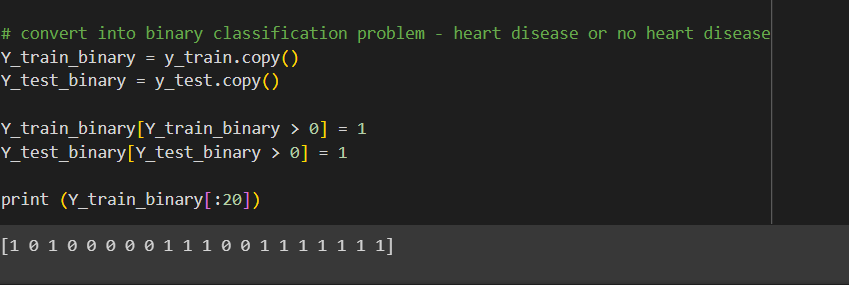 # convert into binary classification problem - heart disease or no heart disease
Y_train_binary = y_train.copy()
Y_test_binary = y_test.copy()
Y_train_binary[Y_train_binary > 0] = 1
Y_test_binary[Y_test_binary > 0] = 1
print (Y_train_binary[:20])
[1 0 1 0 0 0 0 0 1 1 1 0 0 1 1 1 1 1 1 1]